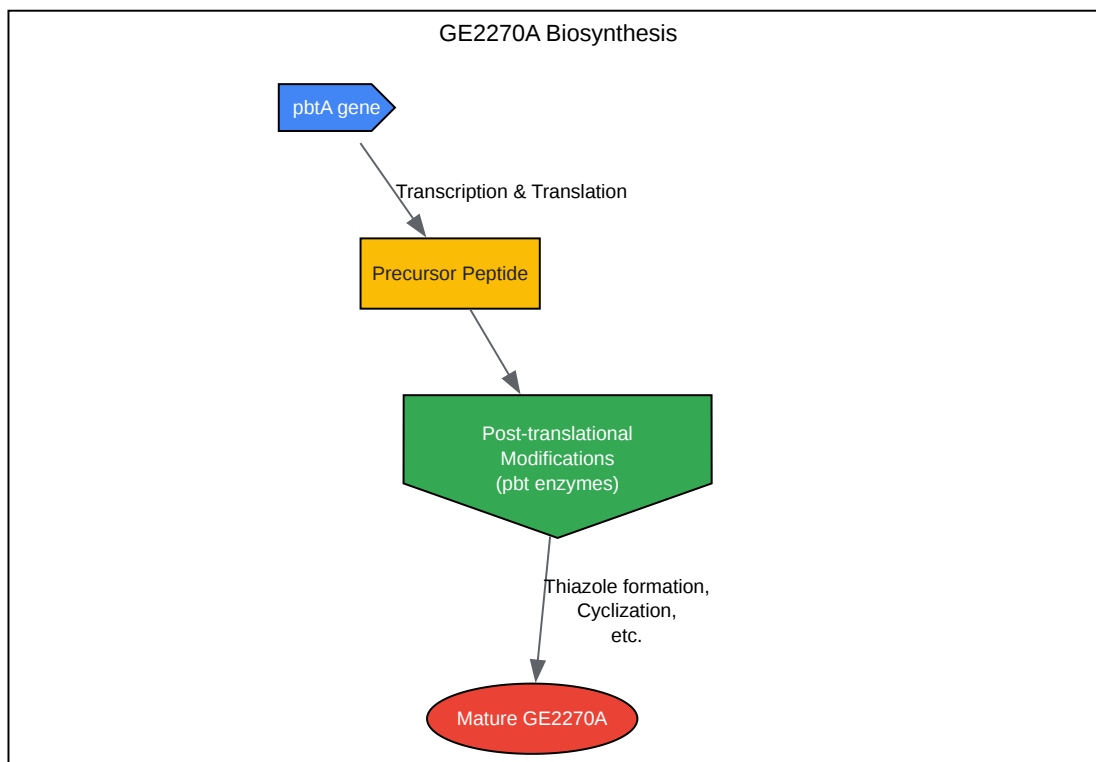 GE2270A Biosynthesis
pbtA gene
Transcription & Translation
Precursor Peptide
Post-translational
Modifications
(pbt enzymes)
Thiazole formation,
Cyclization,
etc.
Mature GE2270A